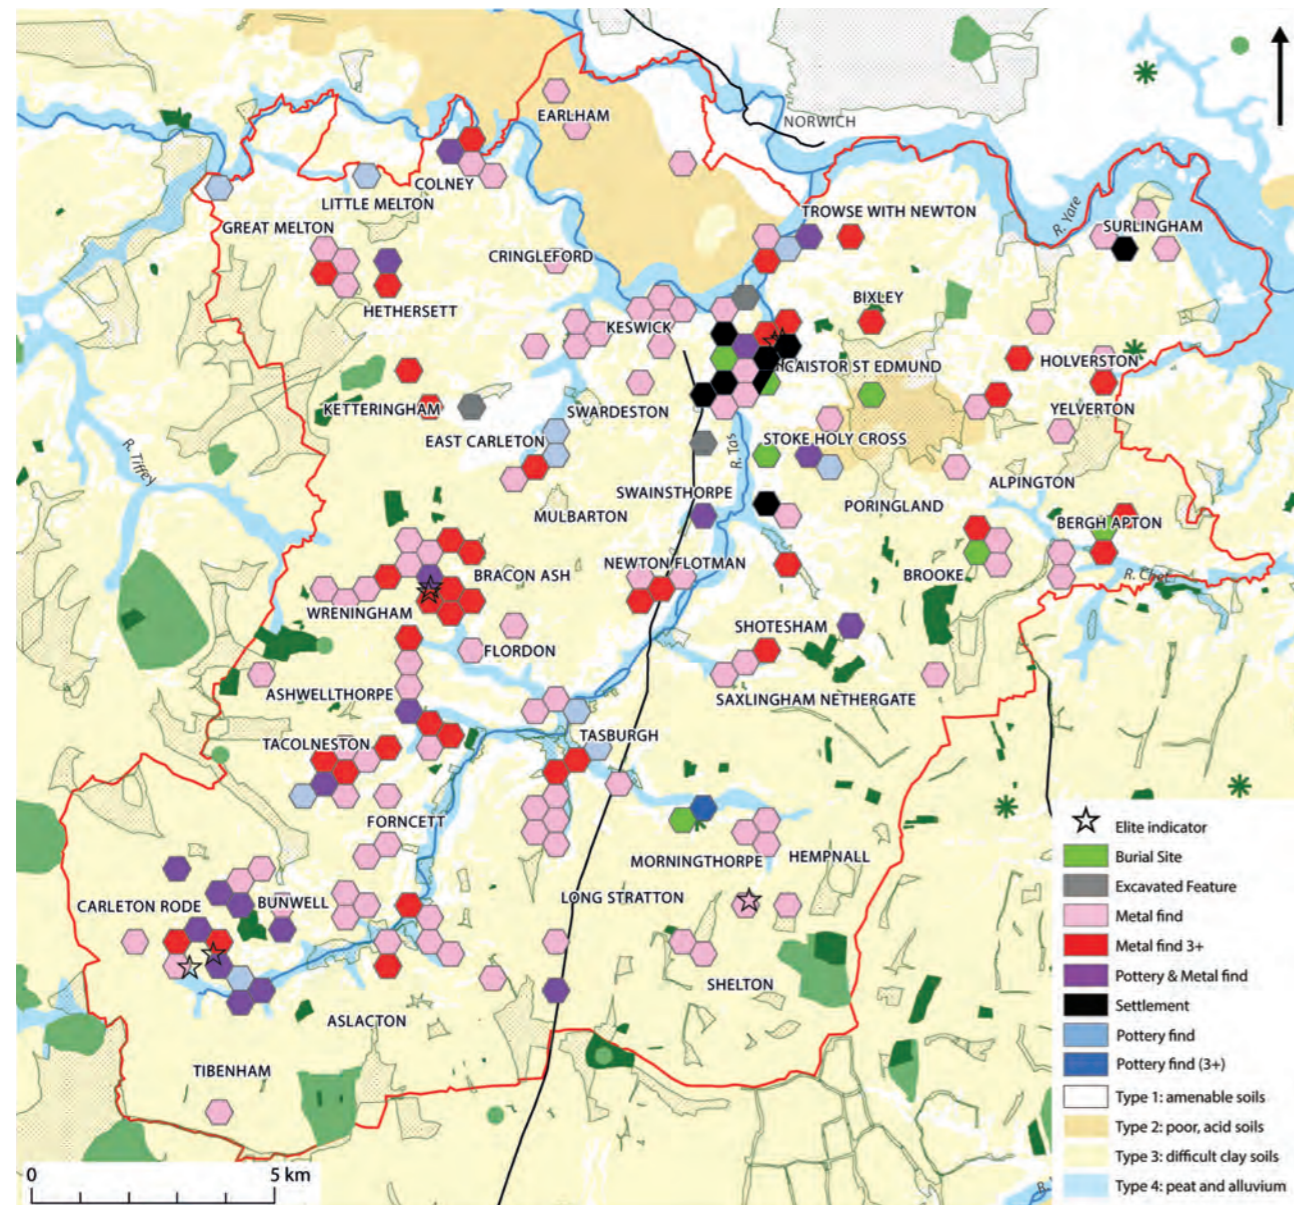 EARLHAM
NORWICH
COLNEY
LITTLE MELTON
TROWSE WITH NEWTON
R. Yare
SURLINGHAM
GREAT MELTON
CRINGLEFORD
HETHERSETT
BIXLEY
KESWICK
HOLVERSTON
CAISTOR ST EDMUND
KETTERINGHAM
SWARDESTON
YELVERTON
EAST CARLETON
STOKE HOLY CROSS
R. Tas
R. Tiffey
ALPINGTON
SWAINSTHORPE
PORINGLAND
MULBARTON
BERGH APTON
NEWTON FLOTMAN
BRACON ASH
BROOKE
R. Chet
WRENINGHAM
SHOTESHAM
FLORDON
ASHWELLTHORPE
SAXLINGHAM NETHERGATE
TASBURGH
TACOLNESTON
FORNCETT
MORNINGTHORPE
HEMPNALL
LONG STRATTON
BUNWELL
CARLETON RODE
SHELTON
ASLACTON
TIBENHAM
0 5 km
Elite indicator
Burial Site
Excavated Feature
Metal find
Metal find 3+
Pottery & Metal find
Settlement
Pottery find
Pottery find (3+)
Type 1: amenable soils
Type 2: poor, acid soils
Type 3: difficult clay soils
Type 4: peat and alluvium